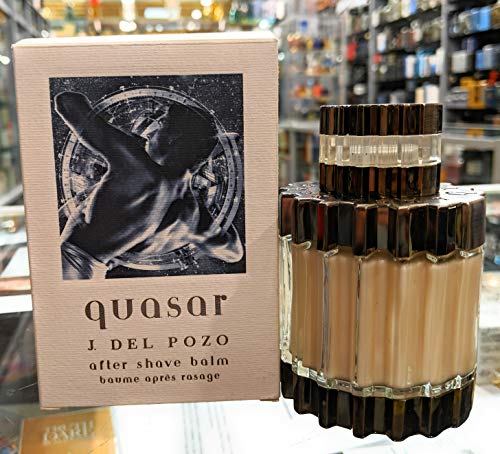 quasar
J. DEL POZO
after shave balm
baume après rasage